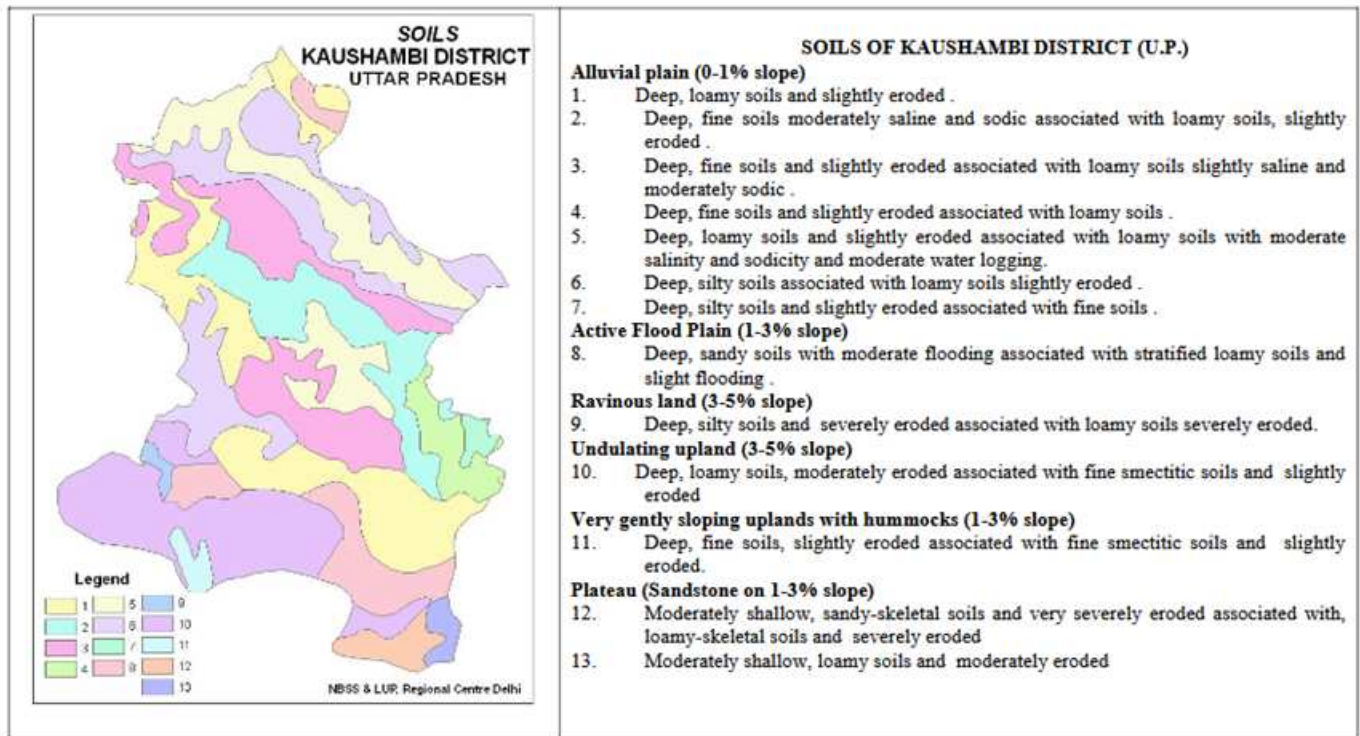 SOILS
KAUSHAMBI DISTRICT
UTTAR PRADESH
Legend
1 5 9
2 6 10
3 7 11
4 8 12
13
NBSS & LUP, Regional Centre Delhi
SOILS OF KAUSHAMBI DISTRICT (U.P.)
Alluvial plain (0-1% slope)
1. Deep, loamy soils and slightly eroded .
2. Deep, fine soils moderately saline and sodic associated with loamy soils, slightly
eroded .
3. Deep, fine soils and slightly eroded associated with loamy soils slightly saline and
moderately sodic .
4. Deep, fine soils and slightly eroded associated with loamy soils .
5. Deep, loamy soils and slightly eroded associated with loamy soils with moderate
salinity and sodicity and moderate water logging.
6. Deep, silty soils associated with loamy soils slightly eroded .
7. Deep, silty soils and slightly eroded associated with fine soils .
Active Flood Plain (1-3% slope)
8. Deep, sandy soils with moderate flooding associated with stratified loamy soils and
slight flooding .
Ravinous land (3-5% slope)
9. Deep, silty soils and severely eroded associated with loamy soils severely eroded.
Undulating upland (3-5% slope)
10. Deep, loamy soils, moderately eroded associated with fine smectitic soils and slightly
eroded
Very gently sloping uplands with hummocks (1-3% slope)
11. Deep, fine soils, slightly eroded associated with fine smectitic soils and slightly
eroded.
Plateau (Sandstone on 1-3% slope)
12. Moderately shallow, sandy-skeletal soils and very severely eroded associated with,
loamy-skeletal soils and severely eroded
13. Moderately shallow, loamy soils and moderately eroded